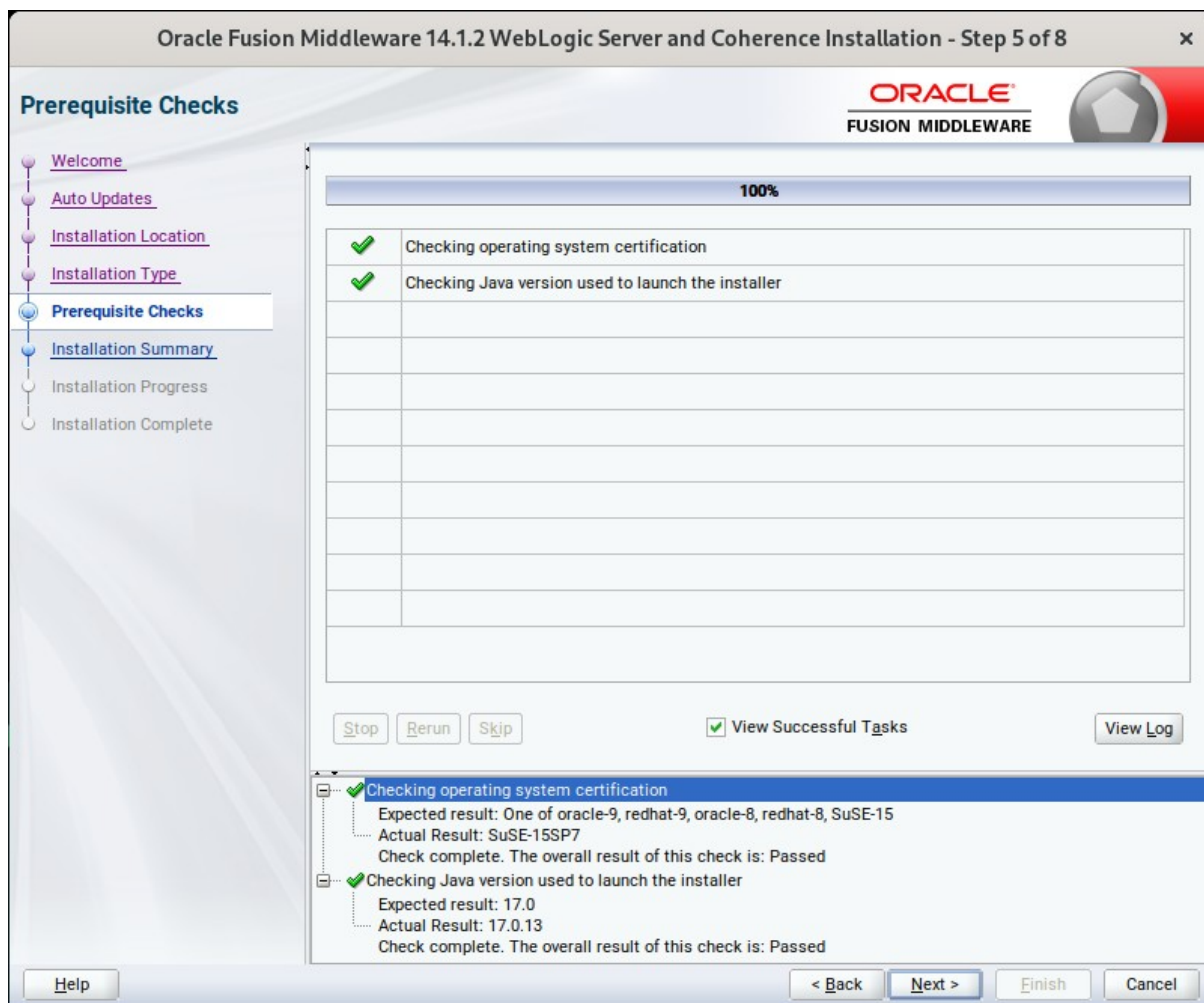 Oracle Fusion Middleware 14.1.2 WebLogic Server and Coherence Installation - Step 5 of 8
Prerequisite Checks
ORACLE
FUSION MIDDLEWARE
Welcome
Auto Updates
Installation Location
Installation Type
Prerequisite Checks
Installation Summary
Installation Progress
Installation Complete
100%
Checking operating system certification
Checking Java version used to launch the installer
Stop Rerun Skip View Successful Tasks View Log
Checking operating system certification
Expected result: One of oracle-9, redhat-9, oracle-8, redhat-8, SuSE-15
Actual Result: SuSE-15SP7
Check complete. The overall result of this check is: Passed
Checking Java version used to launch the installer
Expected result: 17.0
Actual Result: 17.0.13
Check complete. The overall result of this check is: Passed
Help < Back Next > Finish Cancel